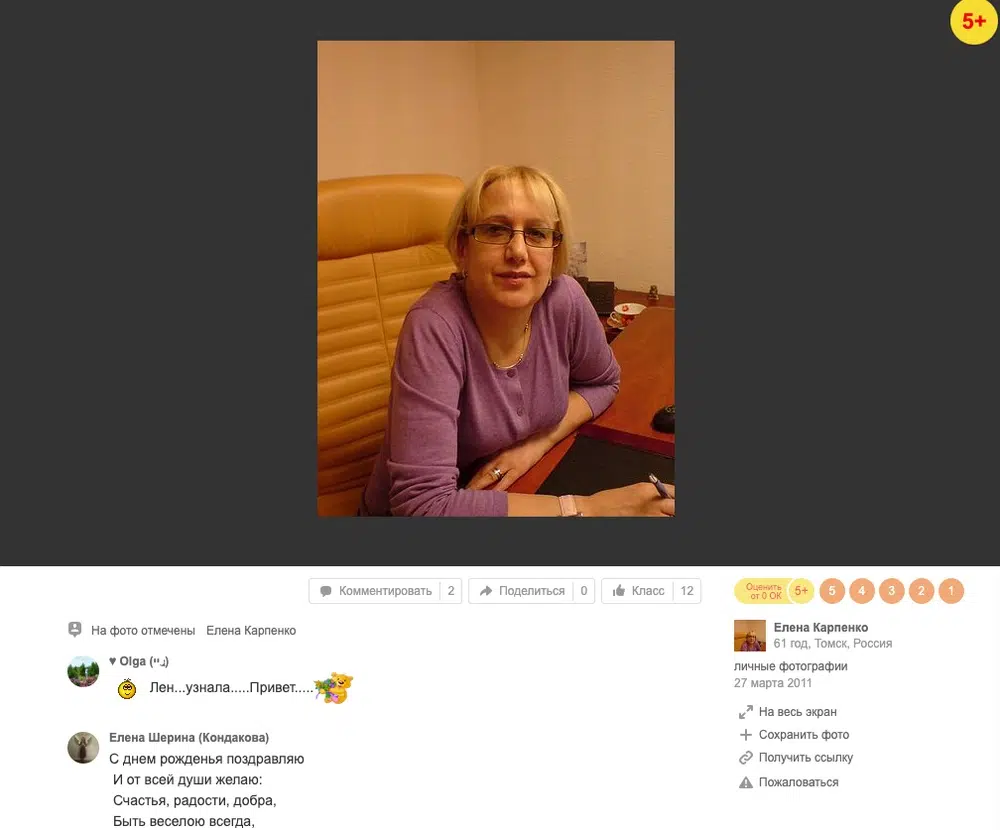 5+
Комментировать 2
Поделиться 0
Класс 12
Оценить
от 0 ОК
5+ 5 4 3 2 1
На фото отмечены Елена Карпенко
♥ Olga (כוי)
Лен...узнала.....Привет.....
Елена Шерина (Кондакова)
С днем рожденья поздравляю
И от всей души желаю:
Счастья, радости, добра,
Быть веселою всегда,
Елена Карпенко
61 год, Томск, Россия
личные фотографии
27 марта 2011
На весь экран
Сохранить фото
Получить ссылку
Пожаловаться